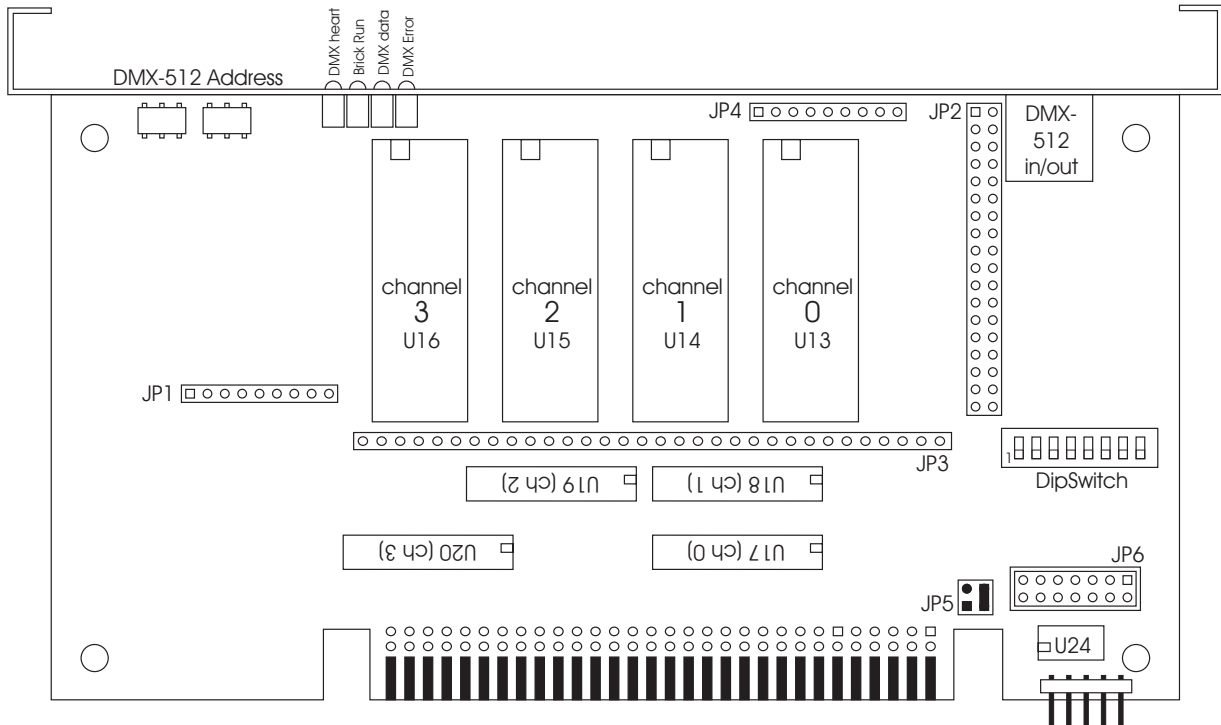 DMX heart
Brick Run
DMX data
DMX Error
DMX-512 Address
JP4
JP2
DMX-
512
in/out
channel
3
U16
channel
2
U15
channel
1
U14
channel
0
U13
JP1
JP3
1
DipSwitch
U19 (ch 2)
U18 (ch 1)
U20 (ch 3)
U17 (ch 0)
JP6
JP5
U24